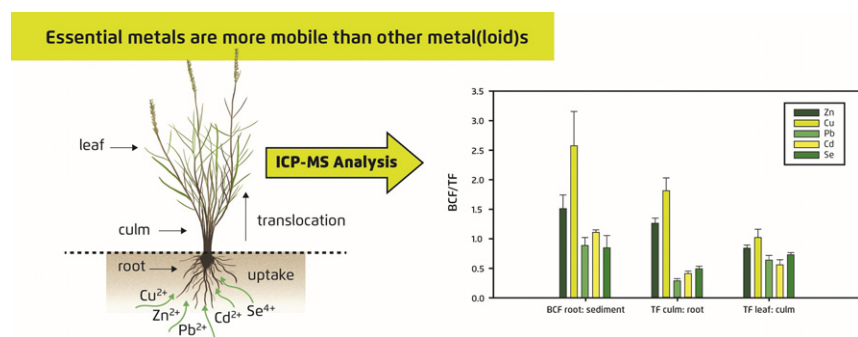 Essential metals are more mobile than other metal(loid)s
leaf
culm
root
ICP-MS Analysis
translocation
uptake
Cu2+
Zn2+
Pb2+
Cd2+
Se4+
BCF/TF
3.5
3.0
2.5
2.0
1.5
1.0
0.5
0.0
Zn
Cu
Pb
Cd
Se
BCF root: sediment
TF culm: root
TF leaf: culm